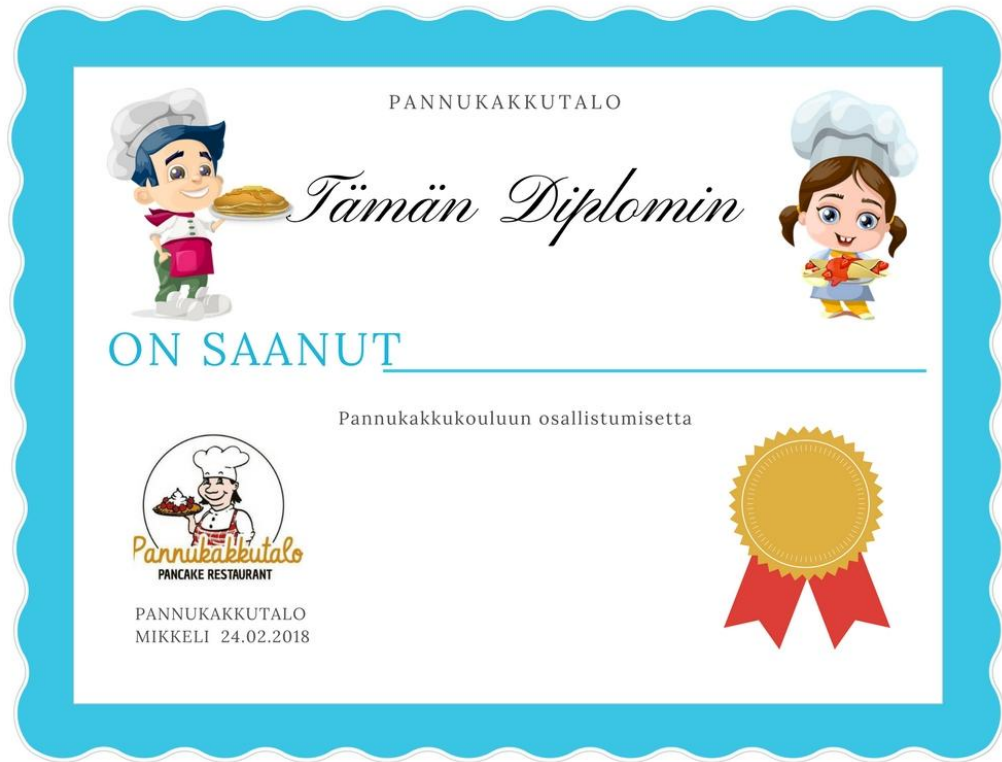 PANNUKAKKUTALO
Tämän Diplomin
ON SAANUT
Pannukakkukouluun osallistumisetta
Pannukakkutalo
PANCAKE RESTAURANT
PANNUKAKKUTALO
MIKKELI 24.02.2018